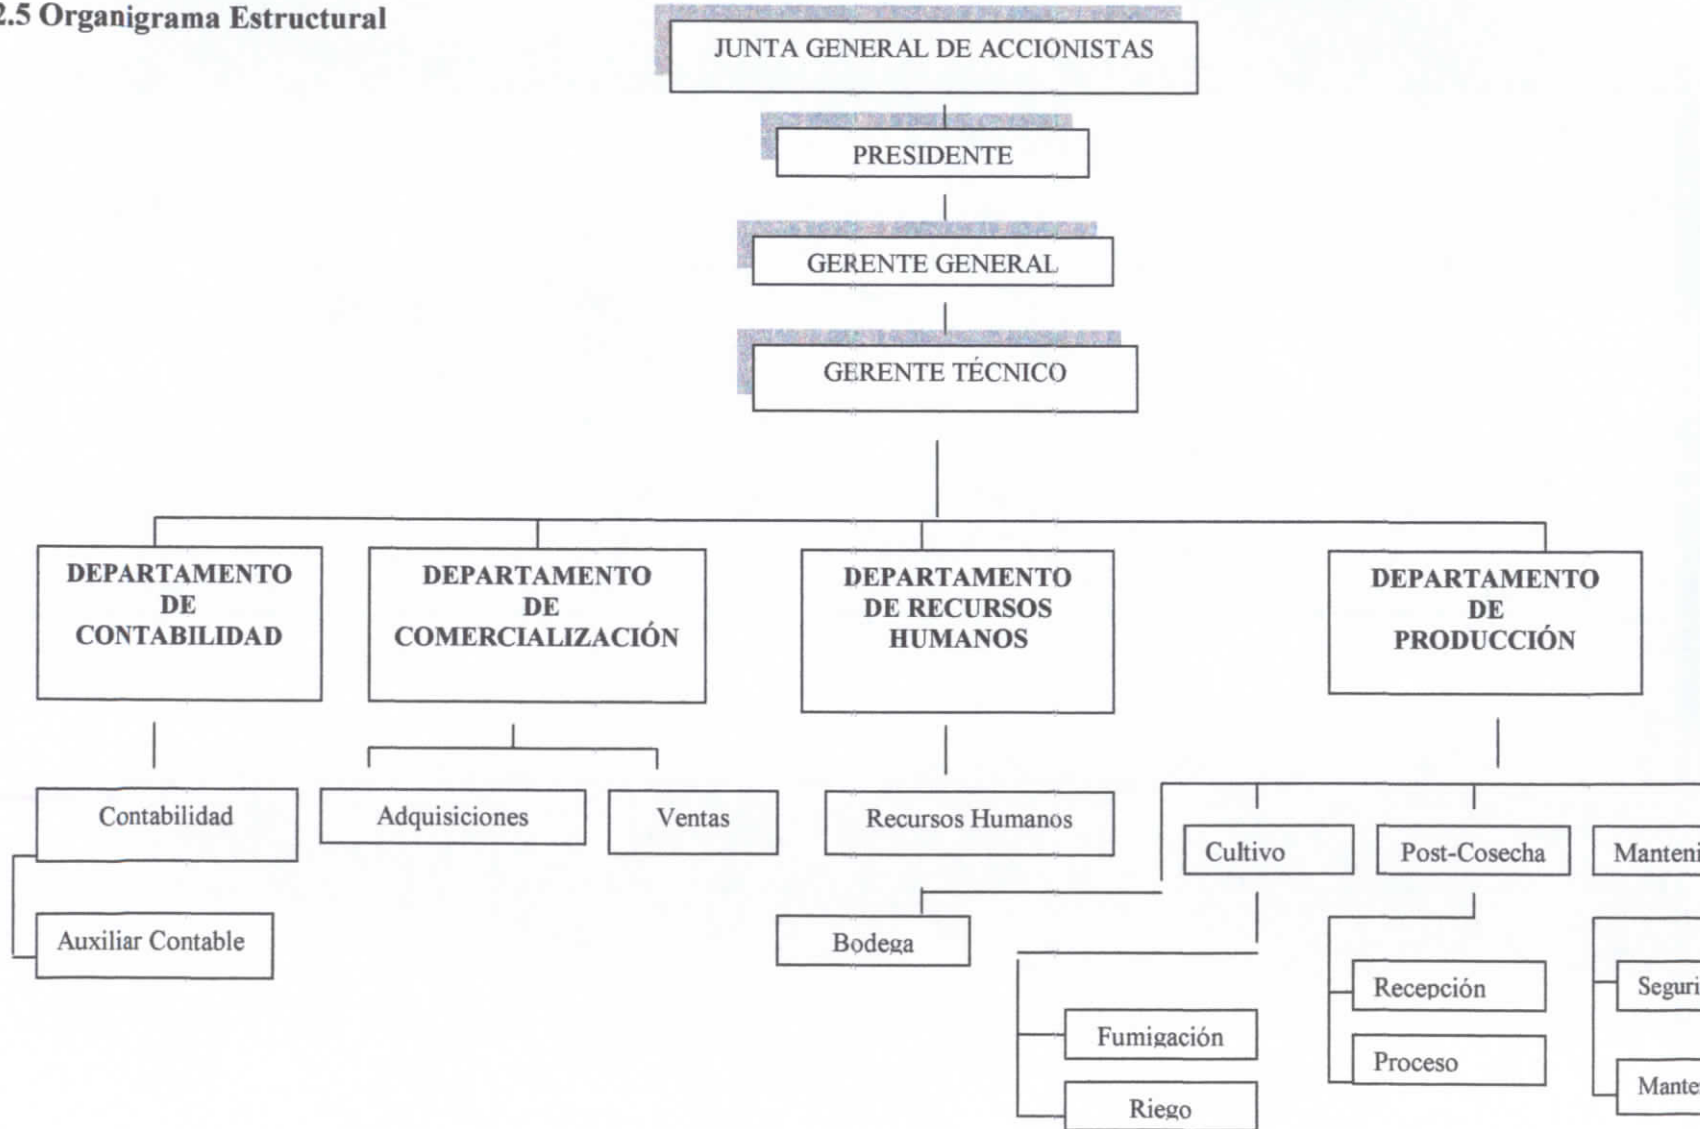 2.5 Organigrama Estructural
JUNTA GENERAL DE ACCIONISTAS
PRESIDENTE
GERENTE GENERAL
GERENTE TÉCNICO
DEPARTAMENTO
DE
CONTABILIDAD
DEPARTAMENTO
DE
COMERCIALIZACIÓN
DEPARTAMENTO
DE RECURSOS
HUMANOS
DEPARTAMENTO
DE
PRODUCCIÓN
Contabilidad
Adquisiciones
Ventas
Recursos Humanos
Cultivo
Post-Cosecha
Auxiliar Contable
Bodega
Recepción
Fumigación
Proceso
Riego